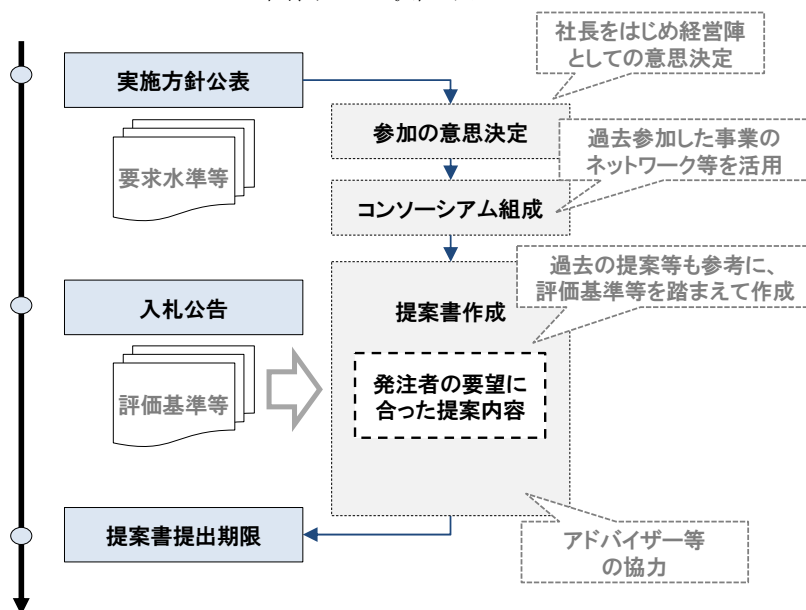 社長をはじめ経営陣
としての意思決定
実施方針公表
参加の意思決定
過去参加した事業の
ネットワーク等を活用
要求水準等
コンソーシアム組成
過去の提案等も参考に、
評価基準等を踏まえて作成
入札公告
提案書作成
評価基準等
発注者の要望に
合った提案内容
提案書提出期限
アドバイザー等
の協力